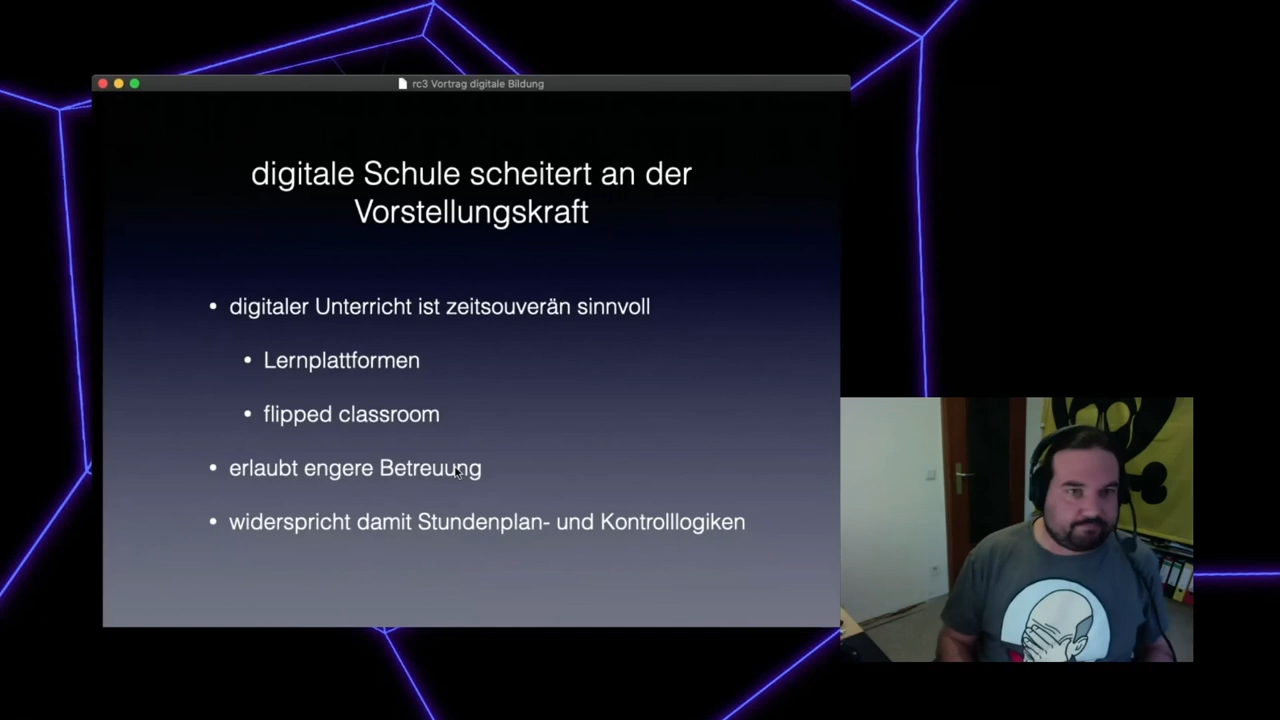 rc3 Vortrag digitale Bildung
digitale Schule scheitert an der
Vorstellungskraft
• digitaler Unterricht ist zeitsouverän sinnvoll
• Lernplattformen
• flipped classroom
• erlaubt engere Betreuung
• widerspricht damit Stundenplan- und Kontrolllogiken